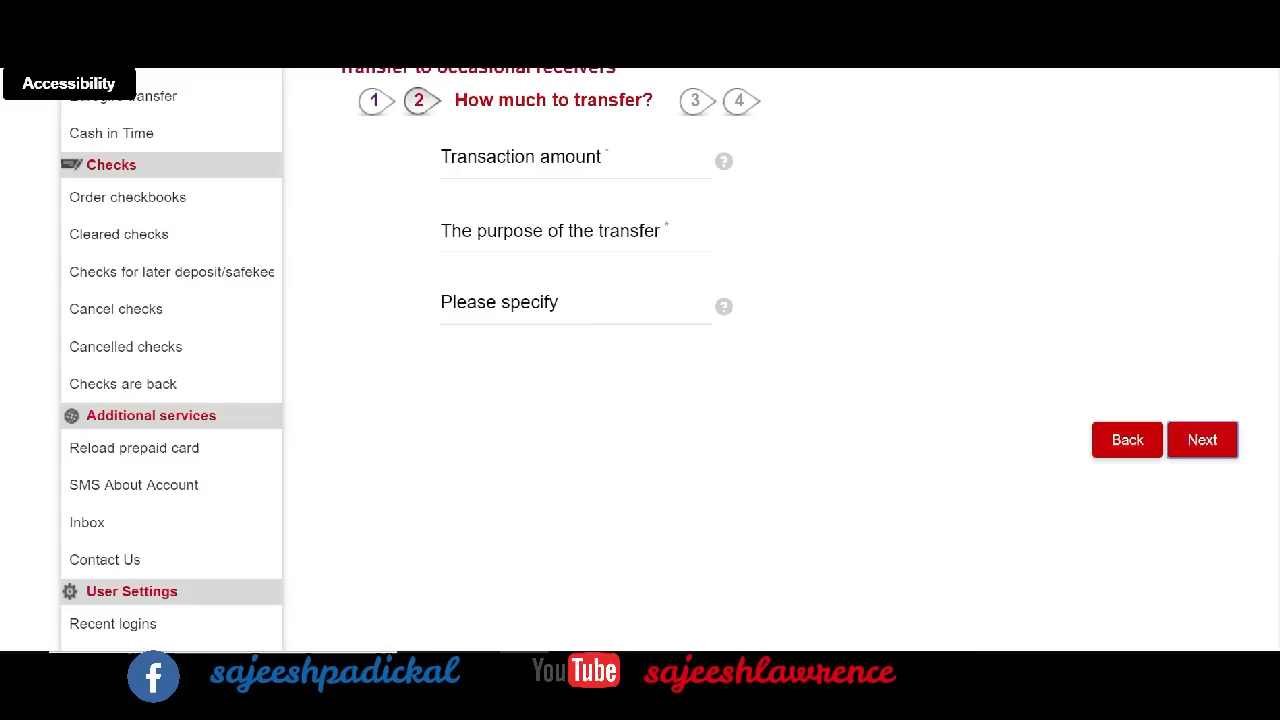 Transfer to occasional receivers
Accessibility
transfer
1 2 How much to transfer? 3 4
Cash in Time
Transaction amount *
?
Checks
Order checkbooks
The purpose of the transfer *
Cleared checks
Checks for later deposit/safekee
Please specify
?
Cancel checks
Cancelled checks
Checks are back
Additional services
Back Next
Reload prepaid card
SMS About Account
Inbox
Contact Us
User Settings
Recent logins
f sajeeshpadickal YouTube sajeeshlawrence